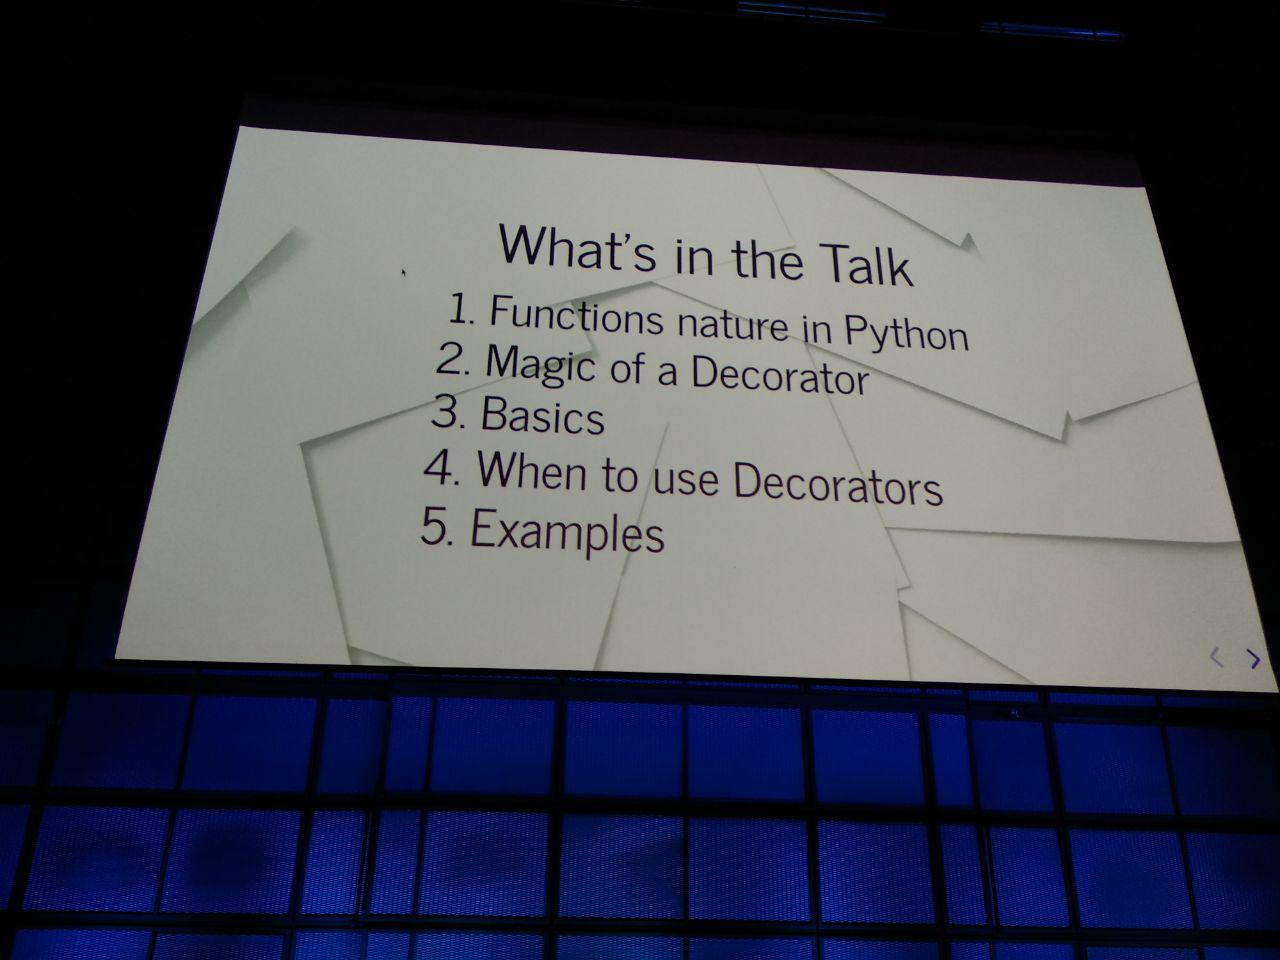 What's in the Talk
1. Functions nature in Python
2. Magic of a Decorator
3. Basics
4. When to use Decorators
5. Examples